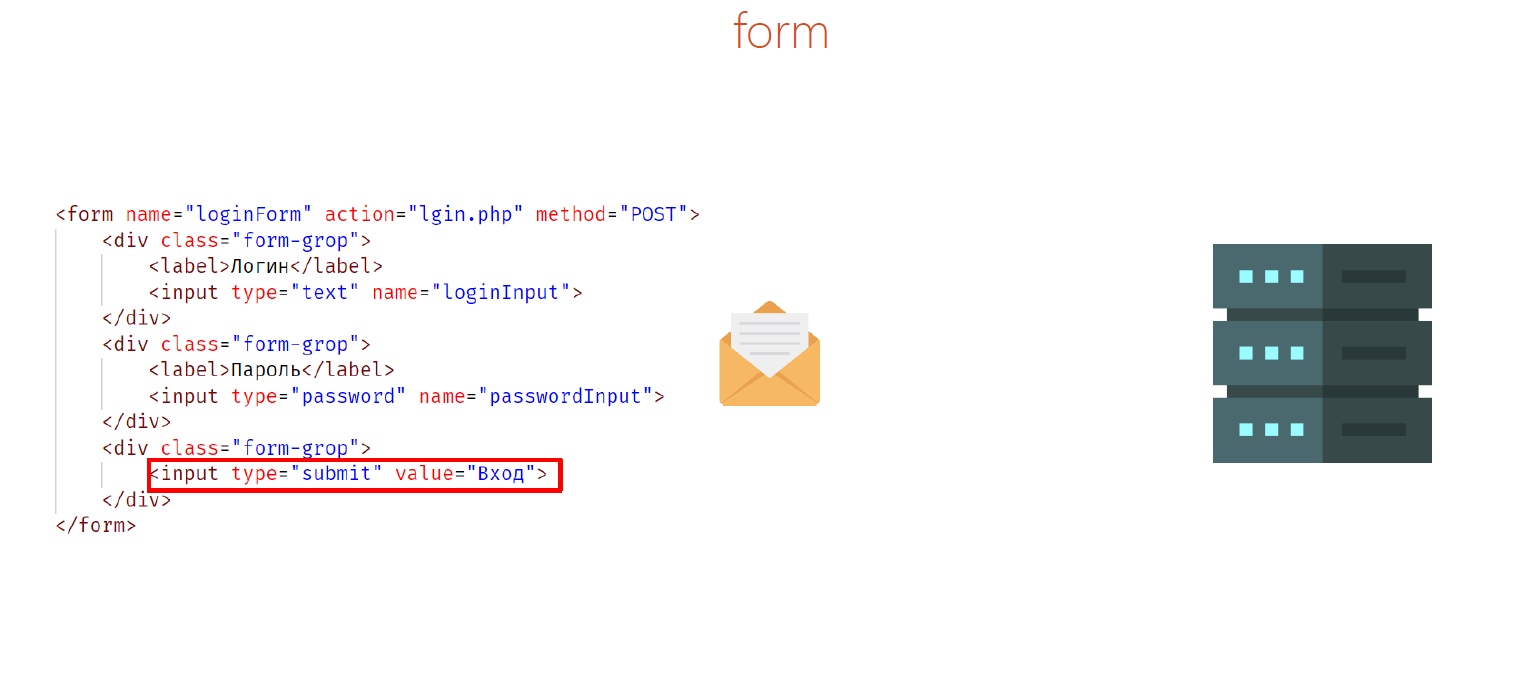 form
<form name="loginForm" action="lgin.php" method="POST">
<div class="form-grop">
<label>Логин</label>
<input type="text" name="loginInput">
</div>
<div class="form-grop">
<label>Пароль</label>
<input type="password" name="passwordInput">
</div>
<div class="form-grop">
<input type="submit" value="Вход">
</div>
</form>